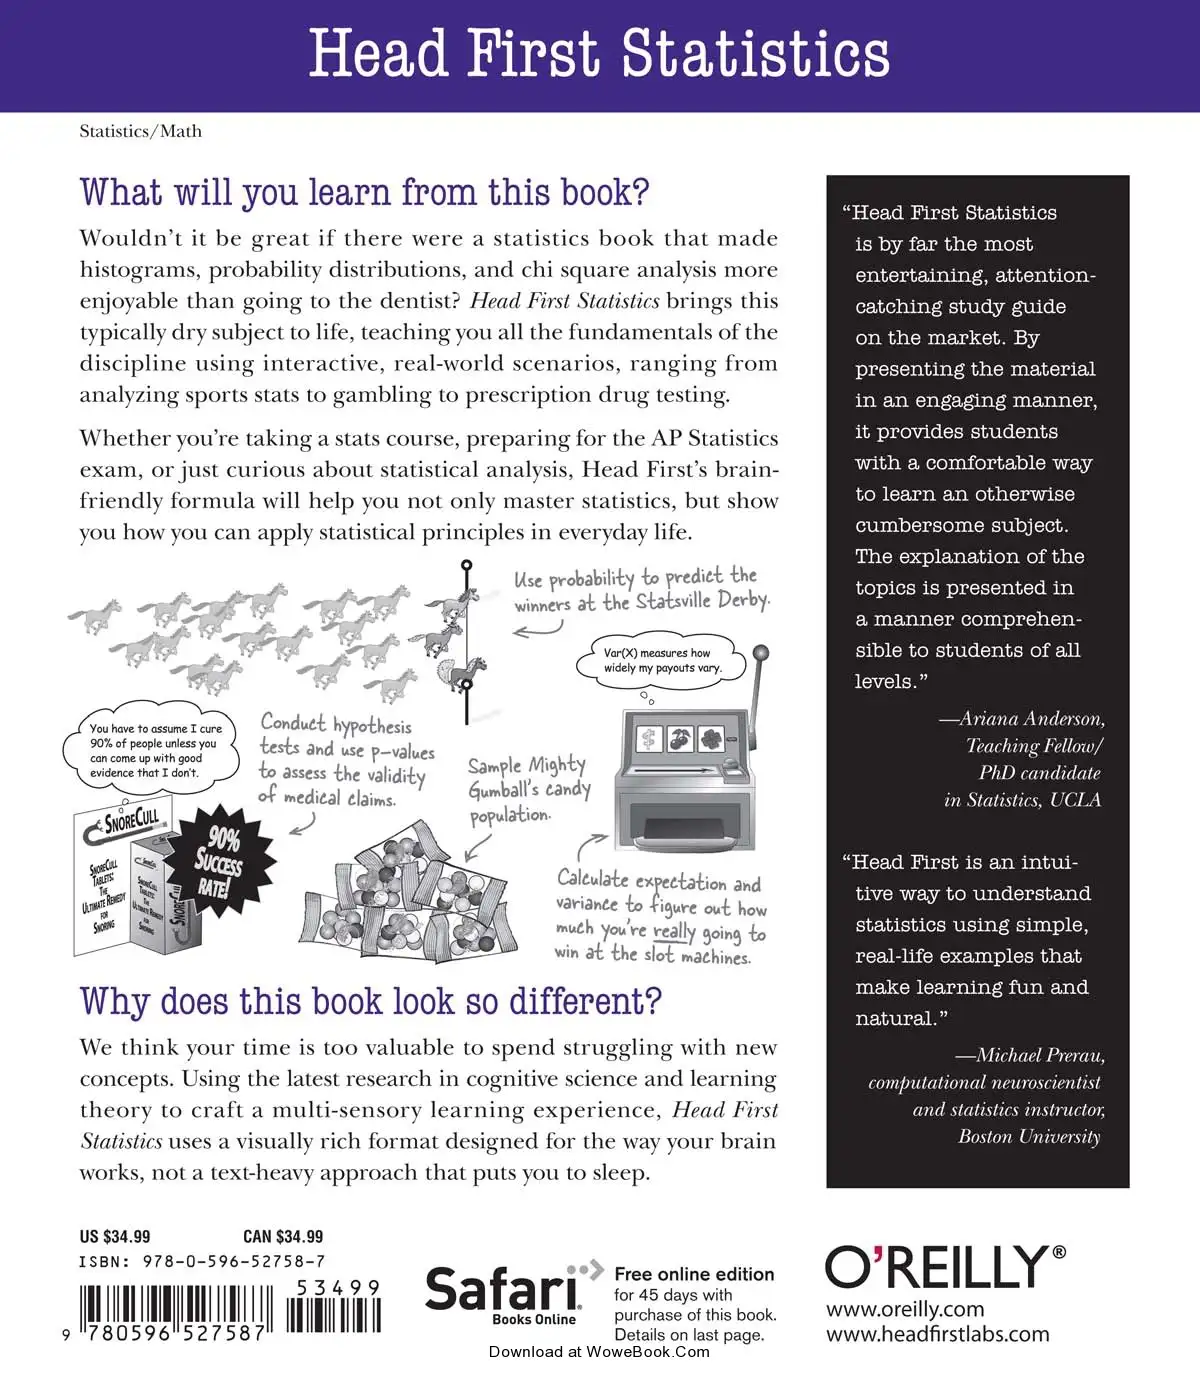 Head First Statistics
Statistics/Math
What will you learn from this book?
Wouldn’t it be great if there were a statistics book that made
histograms, probability distributions, and chi square analysis more
enjoyable than going to the dentist? Head First Statistics brings this
typically dry subject to life, teaching you all the fundamentals of the
discipline using interactive, real-world scenarios, ranging from
analyzing sports stats to gambling to prescription drug testing.
Whether you’re taking a stats course, preparing for the AP Statistics
exam, or just curious about statistical analysis, Head First’s brain-
friendly formula will help you not only master statistics, but show
you how you can apply statistical principles in everyday life.
Use probability to predict the
winners at the Statsville Derby.
Var(X) measures how
widely my payouts vary.
You have to assume I cure
90% of people unless you
can come up with good
evidence that I don’t.
Conduct hypothesis
tests and use p-values
to assess the validity
of medical claims.
Sample Mighty
Gumball’s candy
population.
SNORECULL
SNORECULL
TABLETS:
THE
ULTIMATE REMEDY
FOR
SNORING
SNORECULL
SNORECULL
TABLETS:
THE
ULTIMATE REMEDY
FOR
SNORING
90%
SUCCESS
RATE!
Calculate expectation and
variance to figure out how
much you’re really going to
win at the slot machines.
Why does this book look so different?
We think your time is too valuable to spend struggling with new
concepts. Using the latest research in cognitive science and learning
theory to craft a multi-sensory learning experience, Head First
Statistics uses a visually rich format designed for the way your brain
works, not a text-heavy approach that puts you to sleep.
“Head First Statistics
is by far the most
entertaining, attention-
catching study guide
on the market. By
presenting the material
in an engaging manner,
it provides students
with a comfortable way
to learn an otherwise
cumbersome subject.
The explanation of the
topics is presented in
a manner comprehen-
sible to students of all
levels.”
—Ariana Anderson,
Teaching Fellow/
PhD candidate
in Statistics, UCLA
“Head First is an intui-
tive way to understand
statistics using simple,
real-life examples that
make learning fun and
natural.”
—Michael Prerau,
computational neuroscientist
and statistics instructor,
Boston University
US $34.99 CAN $34.99
ISBN: 978-0-596-52758-7
53499
9 780596 527587
Safari
Books Online
Free online edition
for 45 days with
purchase of this book.
Details on last page.
O’REILLY®
www.oreilly.com
www.headfirstlabs.com
Download at WoweBook.Com